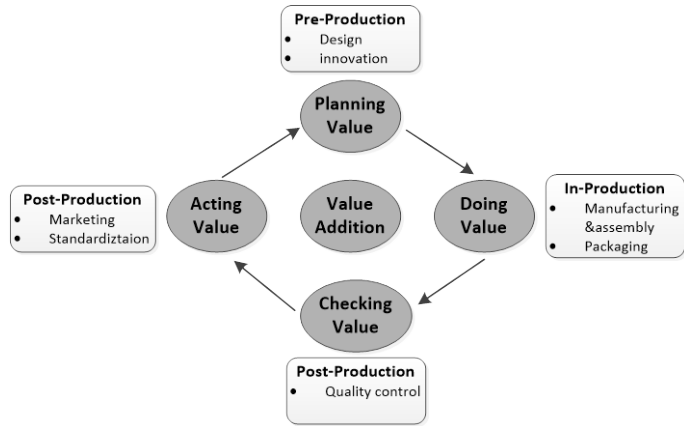 Pre-Production
• Design
• innovation
Planning
Value
Post-Production
• Marketing
• Standardiztaion
Acting
Value
Value
Addition
Doing
Value
In-Production
• Manufacturing
&assembly
• Packaging
Checking
Value
Post-Production
• Quality control